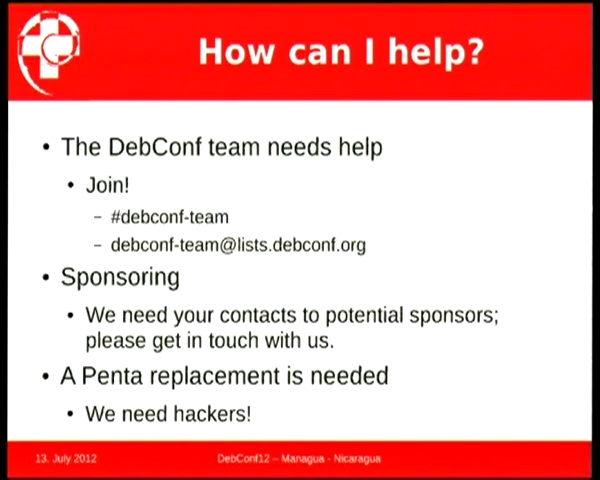 How can I help?
• The DebConf team needs help
• Join!
– #debconf-team
– debconf-team@lists.debconf.org
• Sponsoring
• We need your contacts to potential sponsors;
please get in touch with us.
• A Penta replacement is needed
• We need hackers!
13. July 2012 DebConf12 – Managua - Nicaragua